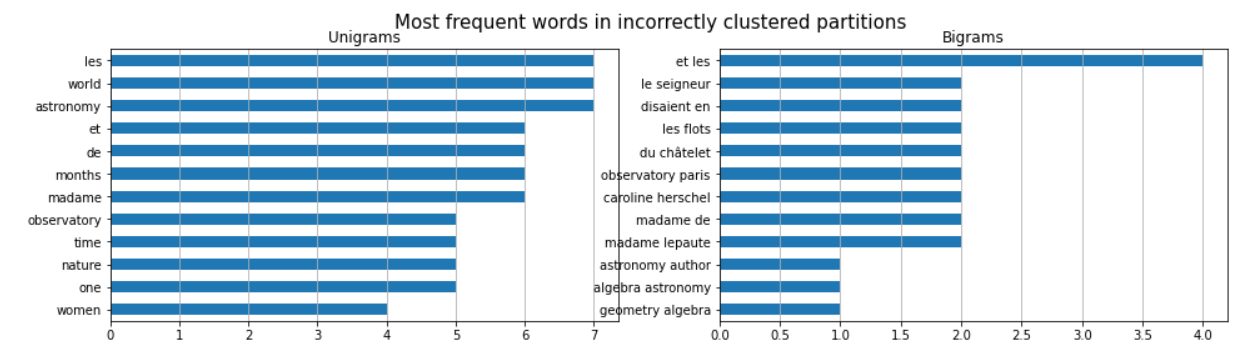 Most frequent words in incorrectly clustered partitions
Unigrams
les
world
astronomy
et
de
months
madame
observatory
time
nature
one
women
0 1 2 3 4 5 6 7
Bigrams
et les
le seigneur
disaient en
les flots
du châtelet
observatory paris
caroline herschel
madame de
madame lepaute
astronomy author
algebra astronomy
geometry algebra
0.0 0.5 1.0 1.5 2.0 2.5 3.0 3.5 4.0